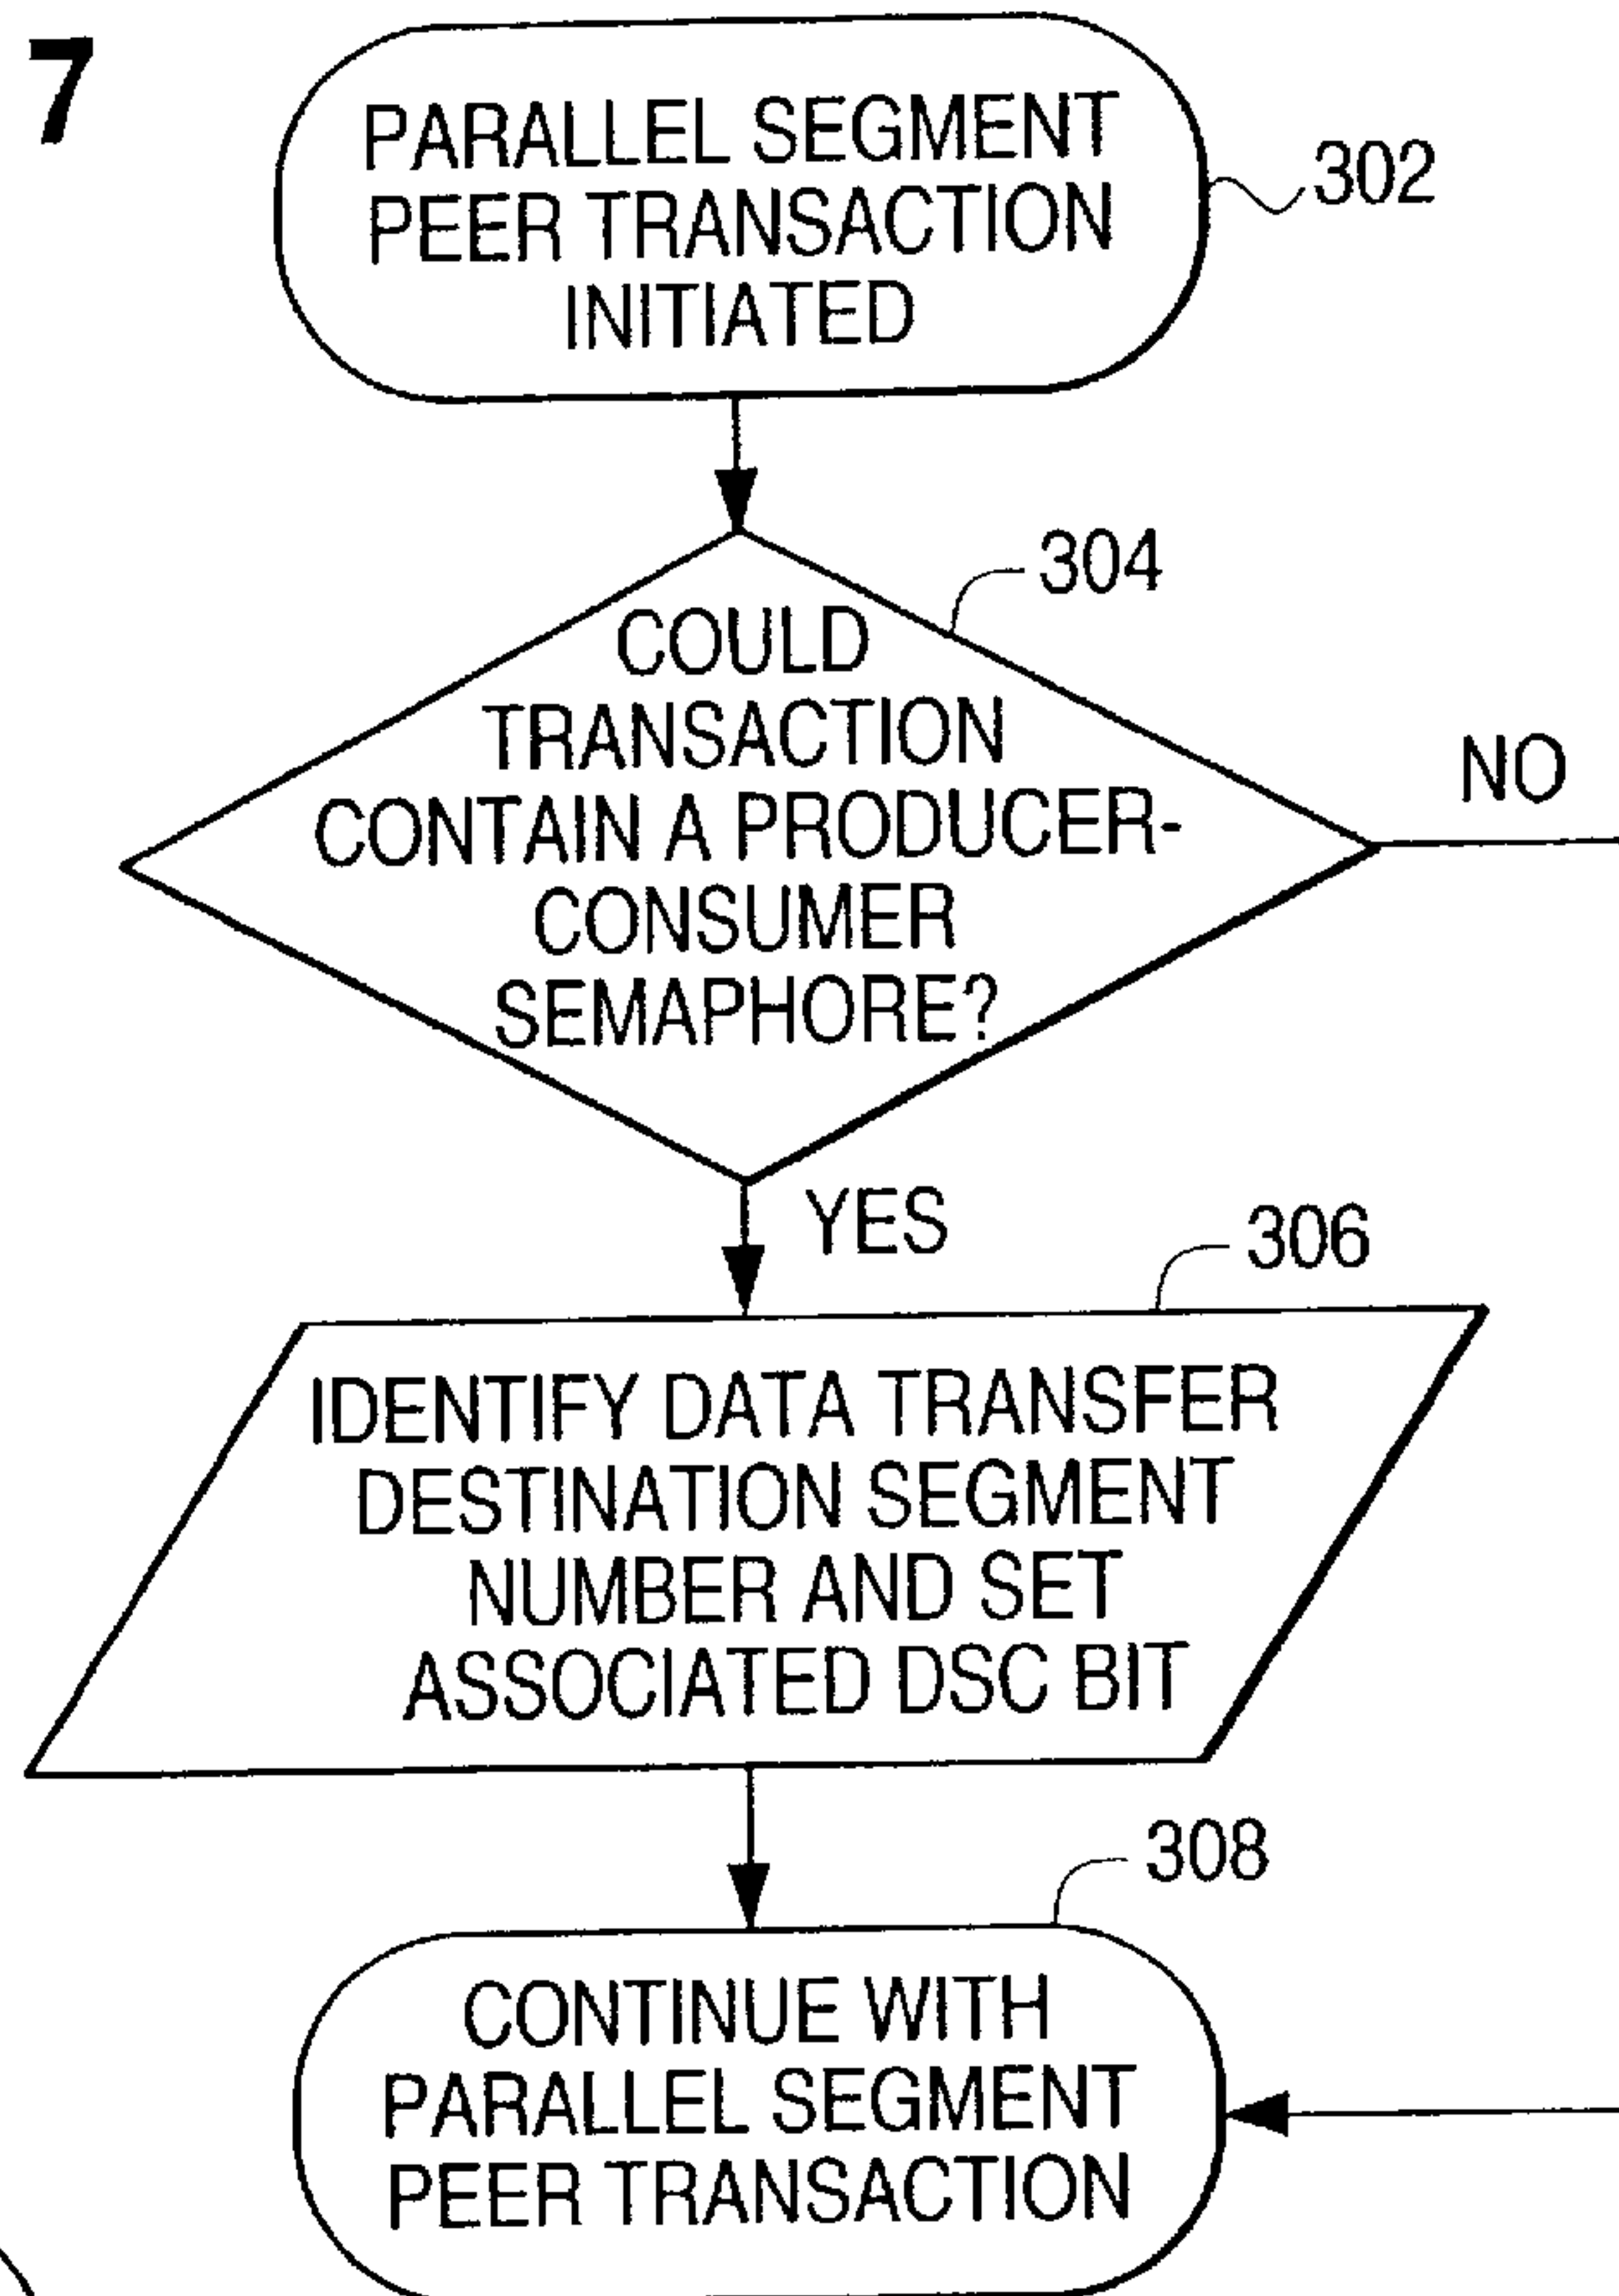 7
PARALLEL SEGMENT
PEER TRANSACTION
INITIATED
302
304
COULD
TRANSACTION
CONTAIN A PRODUCER-
CONSUMER
SEMAPHORE?
NO
YES
306
IDENTIFY DATA TRANSFER
DESTINATION SEGMENT
NUMBER AND SET
ASSOCIATED DSC BIT
308
CONTINUE WITH
PARALLEL SEGMENT
PEER TRANSACTION